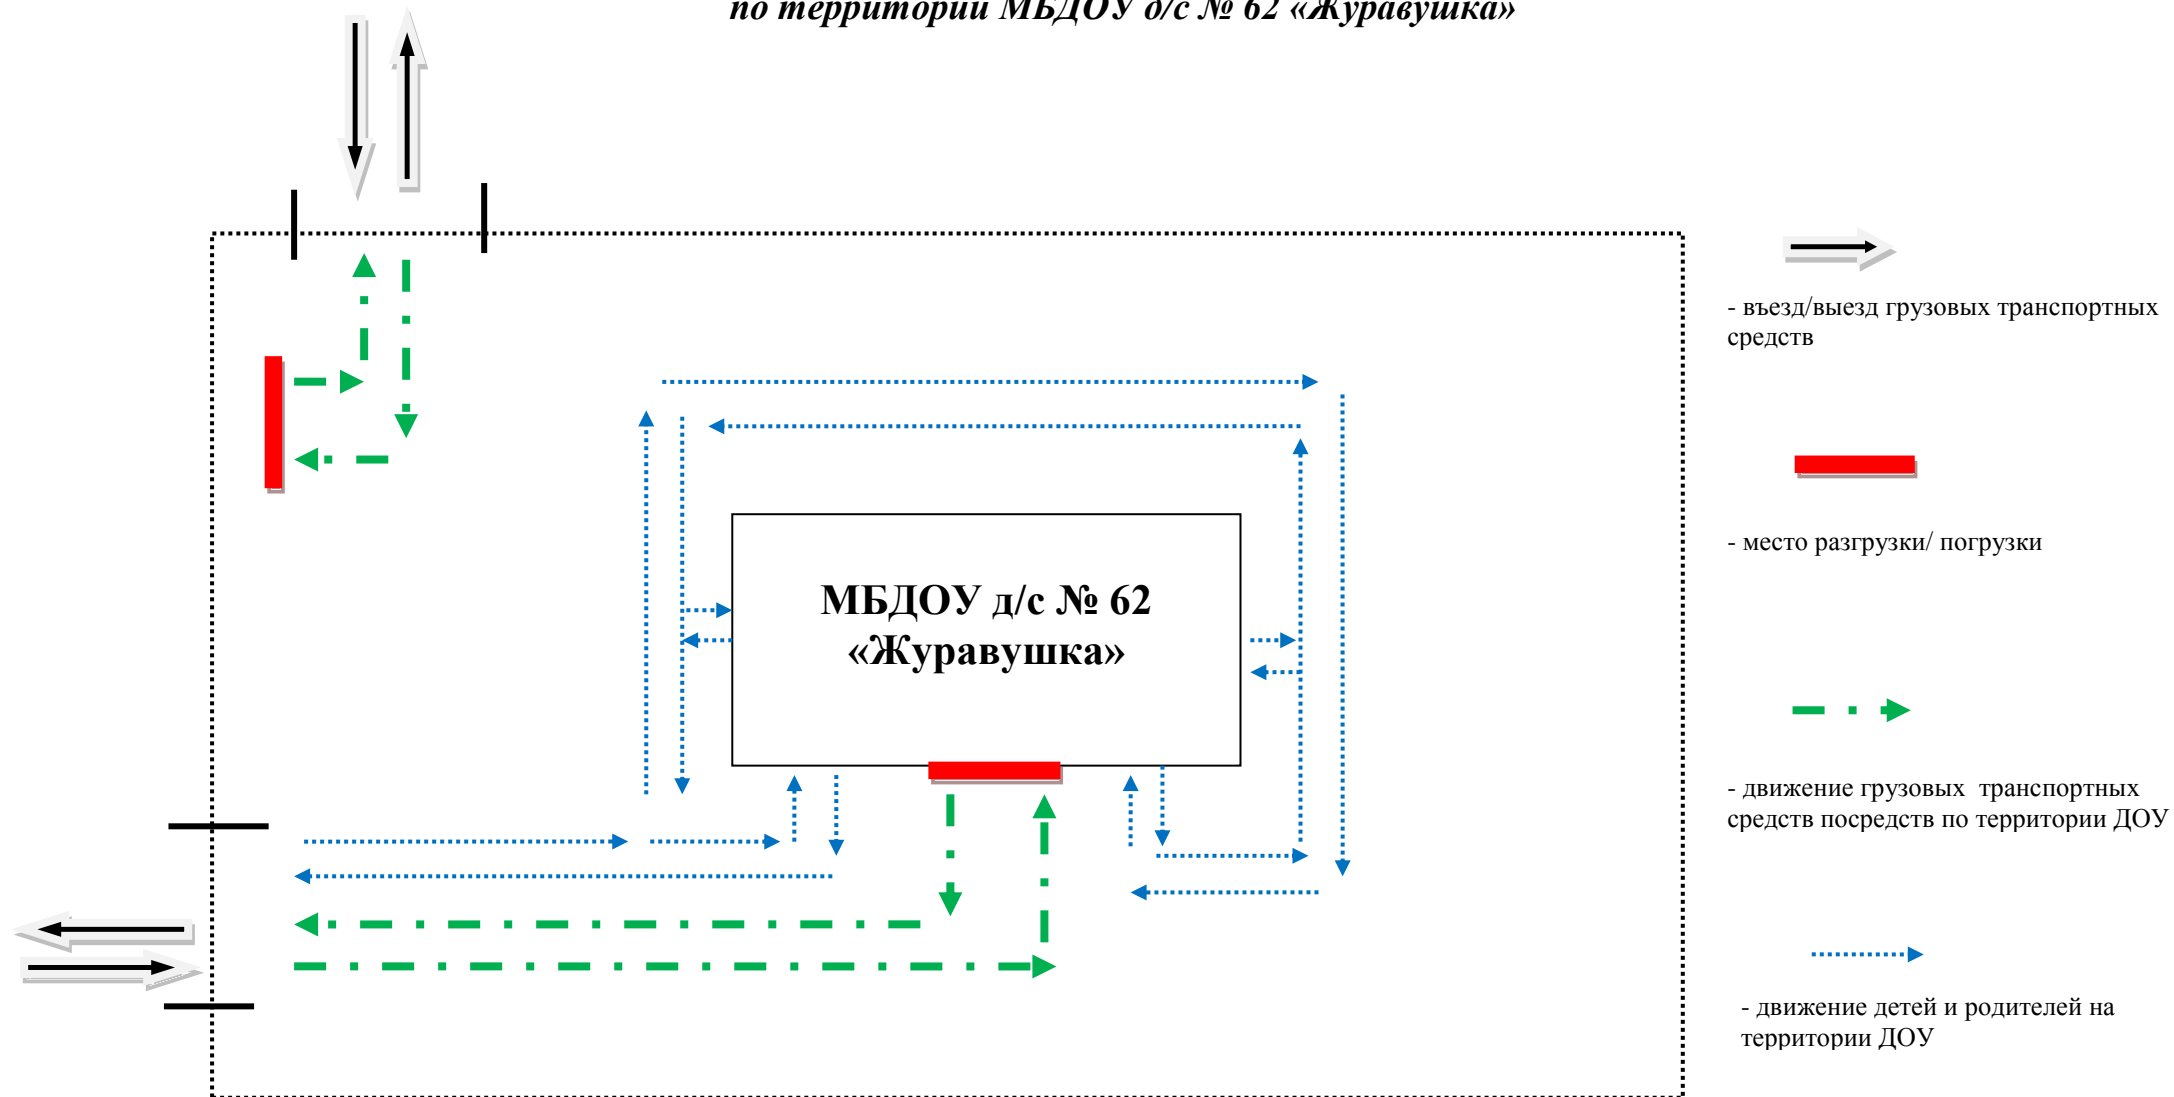 по территории МБДОУ д/с № 62 «Журавушка»
- въезд/выезд грузовых транспортных
средств
- место разгрузки/ погрузки
МБДОУ д/с № 62
«Журавушка»
- движение грузовых  транспортных
средств посредств по территории ДОУ
- движение детей и родителей на
территории ДОУ